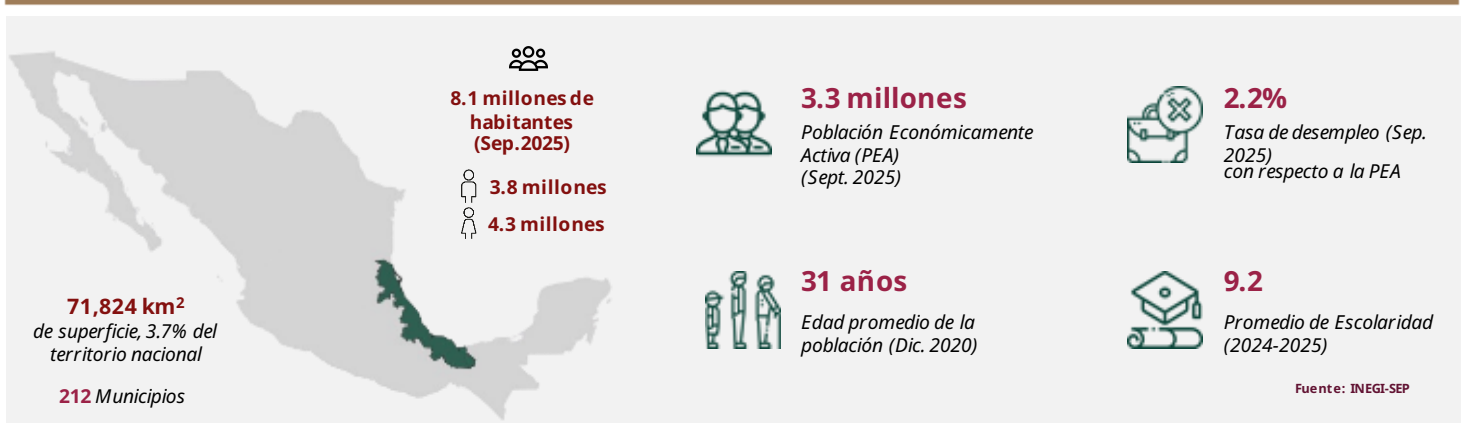 8.1 millones de
habitantes
(Sep.2025)
3.8 millones
4.3 millones
71,824 km²
de superficie, 3.7% del
territorio nacional
212 Municipios
3.3 millones
Población Económicamente
Activa (PEA)
(Sept. 2025)
2.2%
Tasa de desempleo (Sep.
2025)
con respecto a la PEA
31 años
Edad promedio de la
población (Dic. 2020)
9.2
Promedio de Escolaridad
(2024-2025)
Fuente: INEGI-SEP